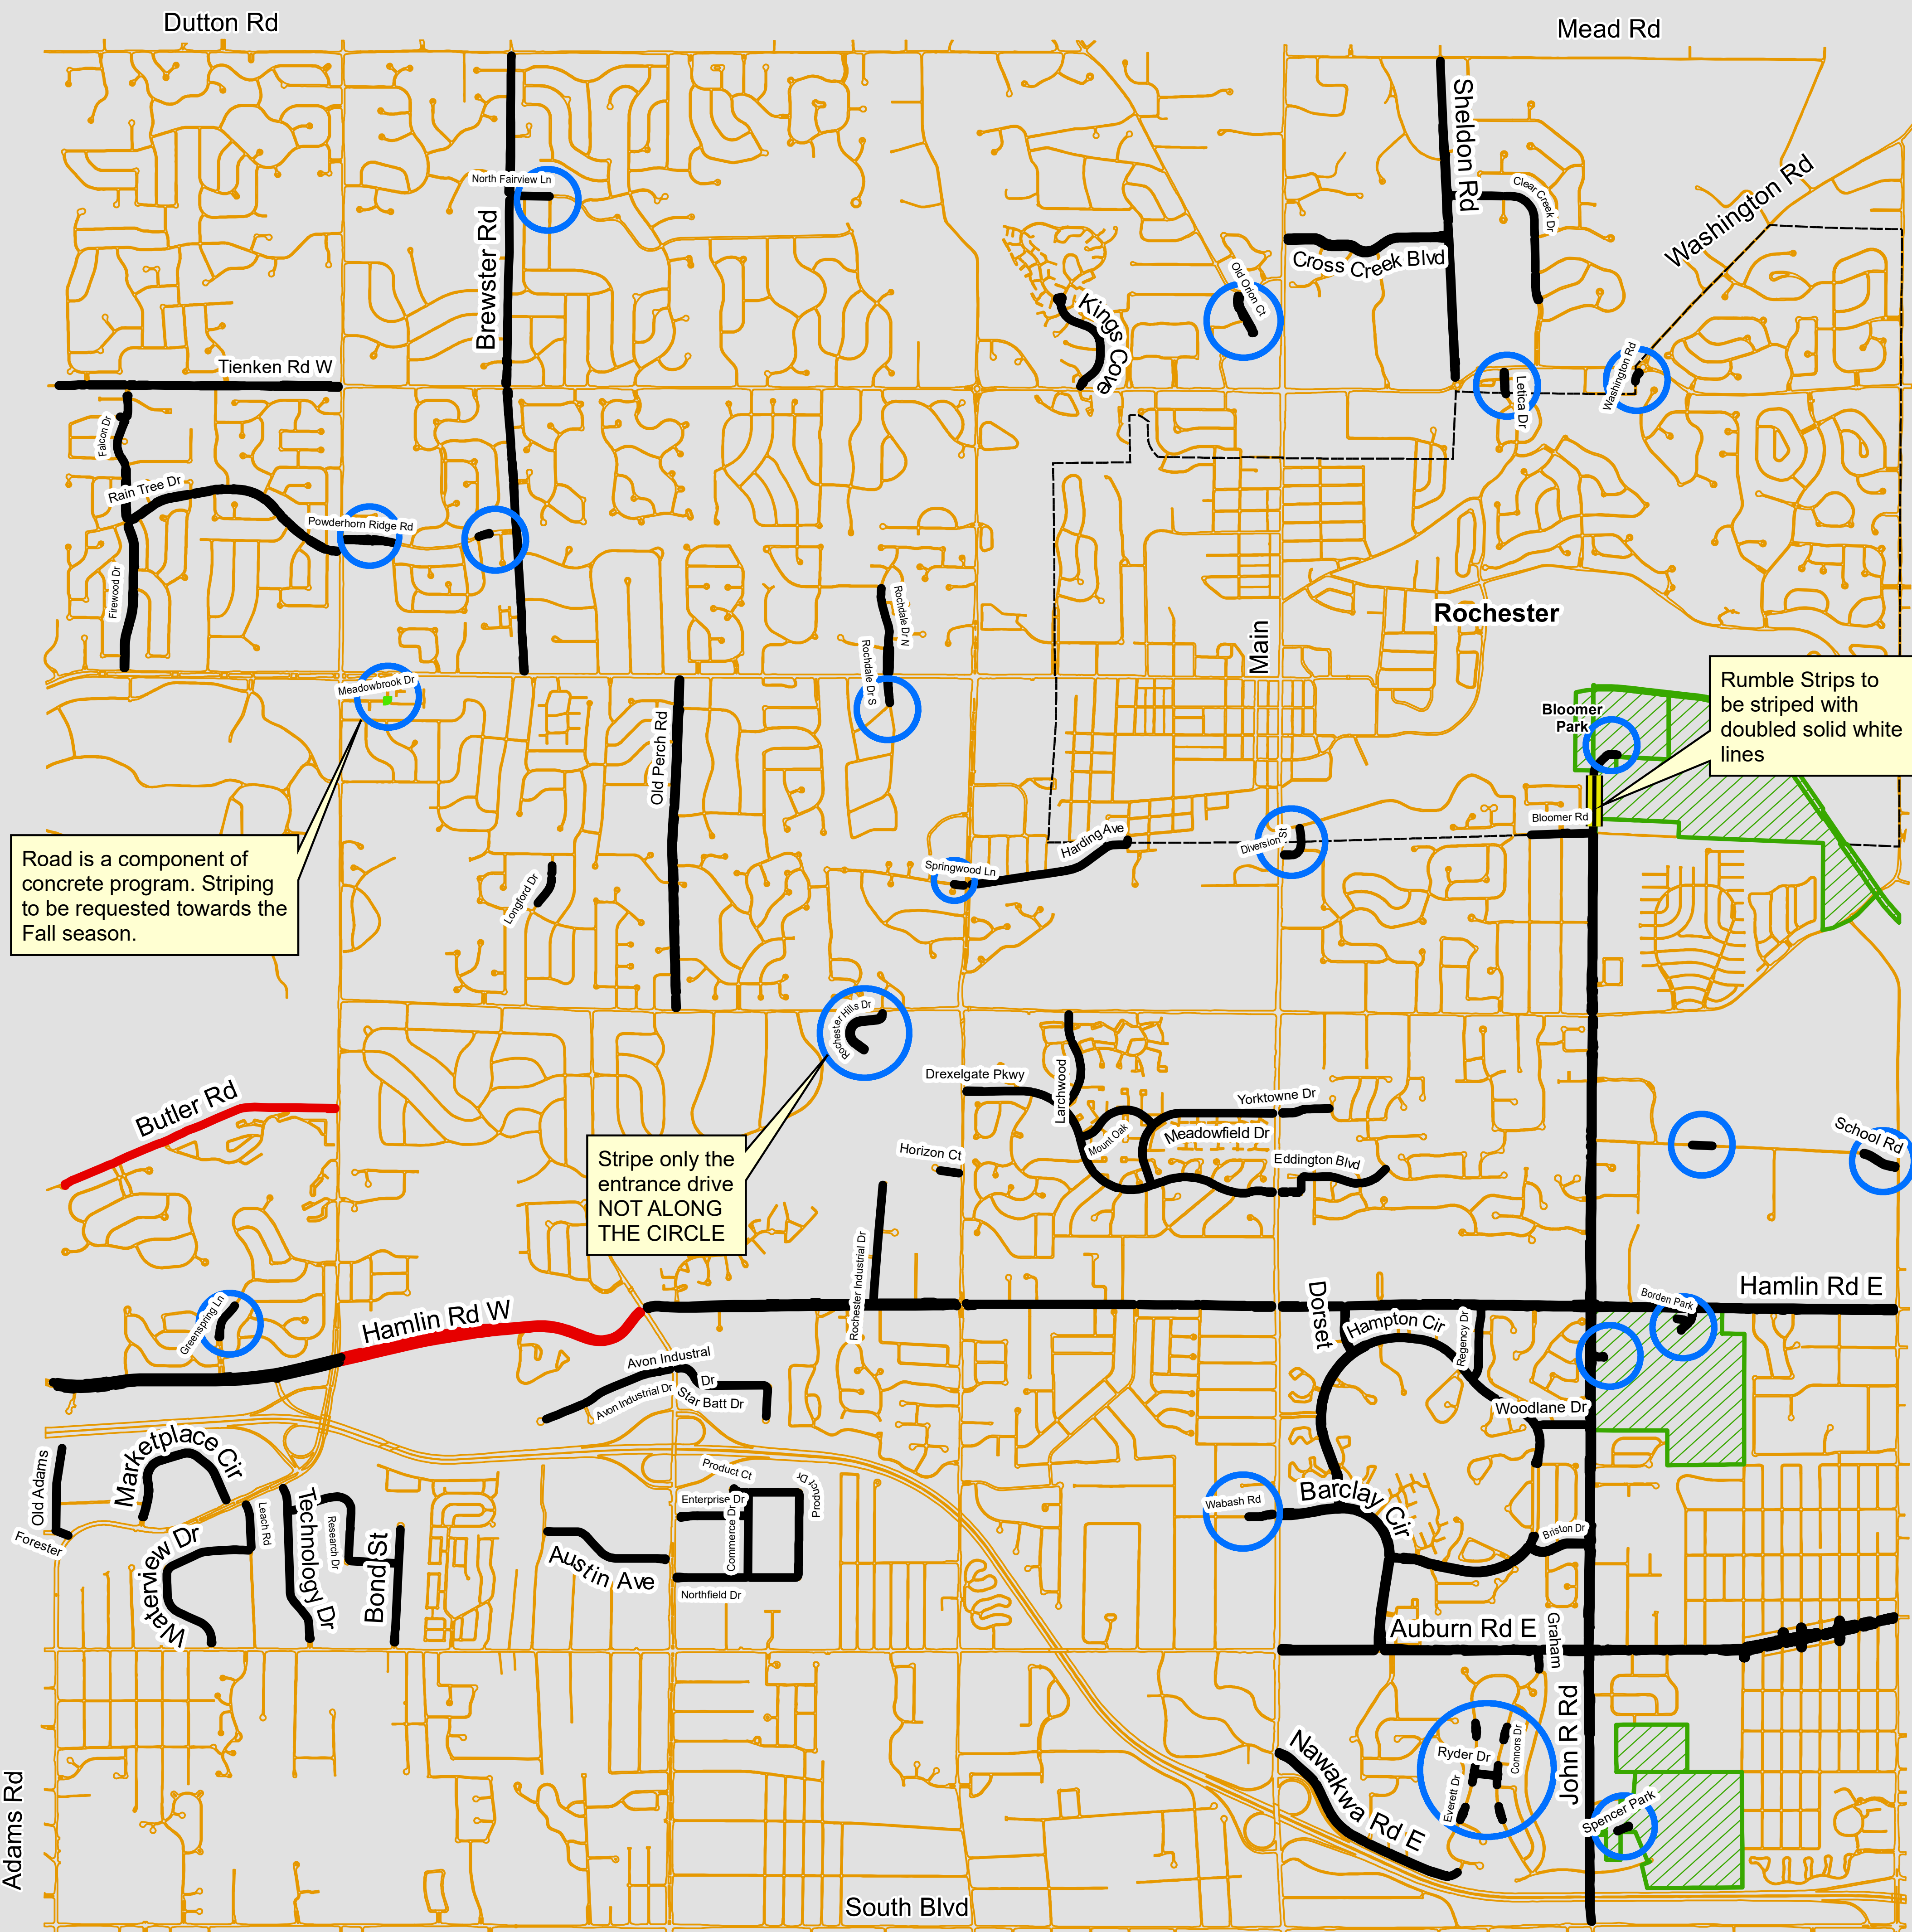 Dutton Rd
Mead Rd
Sheldon Rd
North Fairview Ln
Clear Creek Dr
Washington Rd
Brewster Rd
Cross Creek Blvd
Old Orion Ct
Kings Cove
Tienken Rd W
Washington Rd
Letica Dr
Falcon Dr
Rain Tree Dr
Powderhorn Ridge Rd
Firewood Dr
Rochdale Dr N
Rochester
Main
Rochdale Dr S
Meadowbrook Dr
Rumble Strips to
be striped with
doubled solid white
lines
Bloomer
Park
Old Perch Rd
Bloomer Rd
Harding Ave
Diversion St
Springwood Ln
Road is a component of
concrete program. Striping
to be requested towards the
Fall season.
Longford Dr
Rochester Hills Dr
Drexelgate Pkwy
Larchwood
Yorktowne Dr
Butler Rd
Mount Oak
Meadowfield Dr
School Rd
Horizon Ct
Eddington Blvd
Stripe only the
entrance drive
NOT ALONG
THE CIRCLE
Rochester Industrial Dr
Hamlin Rd E
Borden Park
Dorset
Hampton Cir
Regency Dr
Greenspring Ln
Hamlin Rd W
Avon Industral
Dr
Avon Industrial Dr
Star Batt Dr
Woodlane Dr
Old Adams
Marketplace Cir
Product Ct
Product Dr
Enterprise Dr
Commerce Dr
Wabash Rd
Barclay Cir
Leach Rd
Technology Dr
Research Dr
Bond St
Forester
Waterview Dr
Austin Ave
Northfield Dr
Briston Dr
Auburn Rd E
Graham
John R Rd
Nawakwa Rd E
Ryder Dr
Connors Dr
Everett Dr
Spencer Park
Adams Rd
South Blvd